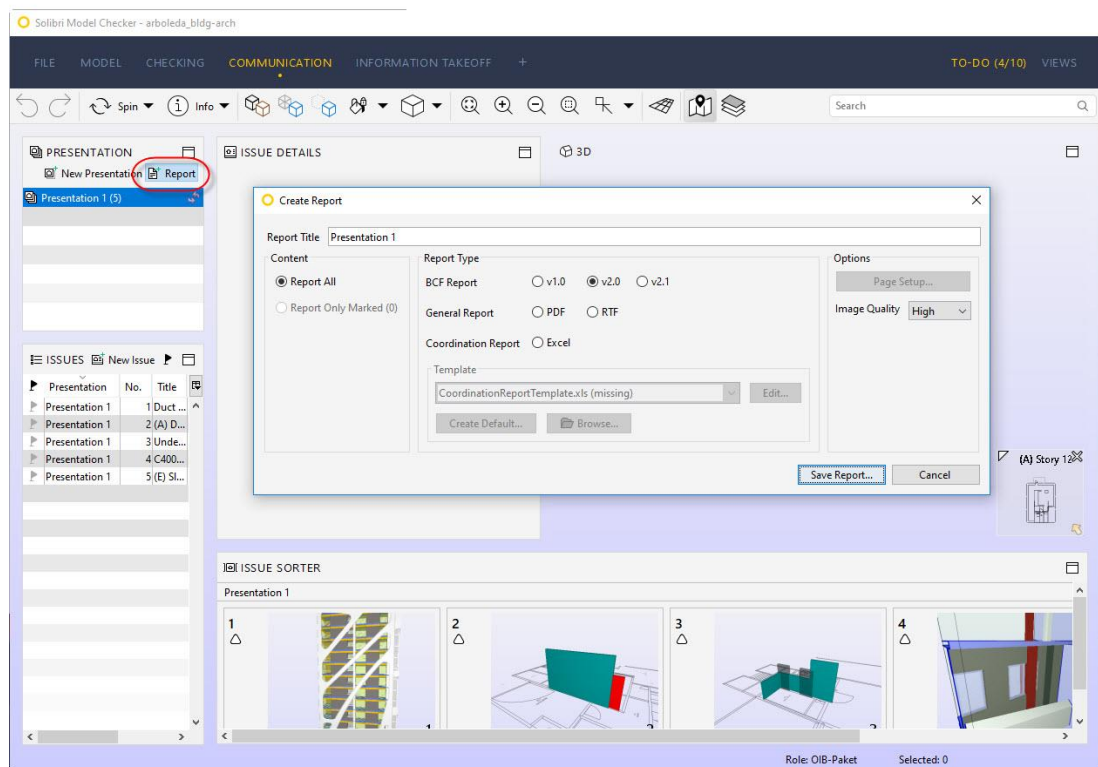 Solibri Model Checker - arboleda_bldg-arch
FILE MODEL CHECKING COMMUNICATION INFORMATION TAKEOFF + TO-DO (4/10) VIEWS
Spin Info Search
PRESENTATION
New Presentation Report
Presentation 1 (5)
ISSUE DETAILS
3D
Create Report
Report Title Presentation 1
Content
Report All
Report Only Marked (0)
Report Type
BCF Report v1.0 v2.0 v2.1
General Report PDF RTF
Coordination Report Excel
Template
CoordinationReportTemplate.xls (missing) Edit...
Create Default... Browse...
Options
Page Setup...
Image Quality High
Save Report... Cancel
ISSUES New Issue
Presentation No. Title
Presentation 1 1 Duct ...
Presentation 1 2 (A) D...
Presentation 1 3 Unde...
Presentation 1 4 C400...
Presentation 1 5 (E) Sl...
(A) Story 12
ISSUE SORTER
Presentation 1
1 2 3 4
Role: OIB-Paket Selected: 0